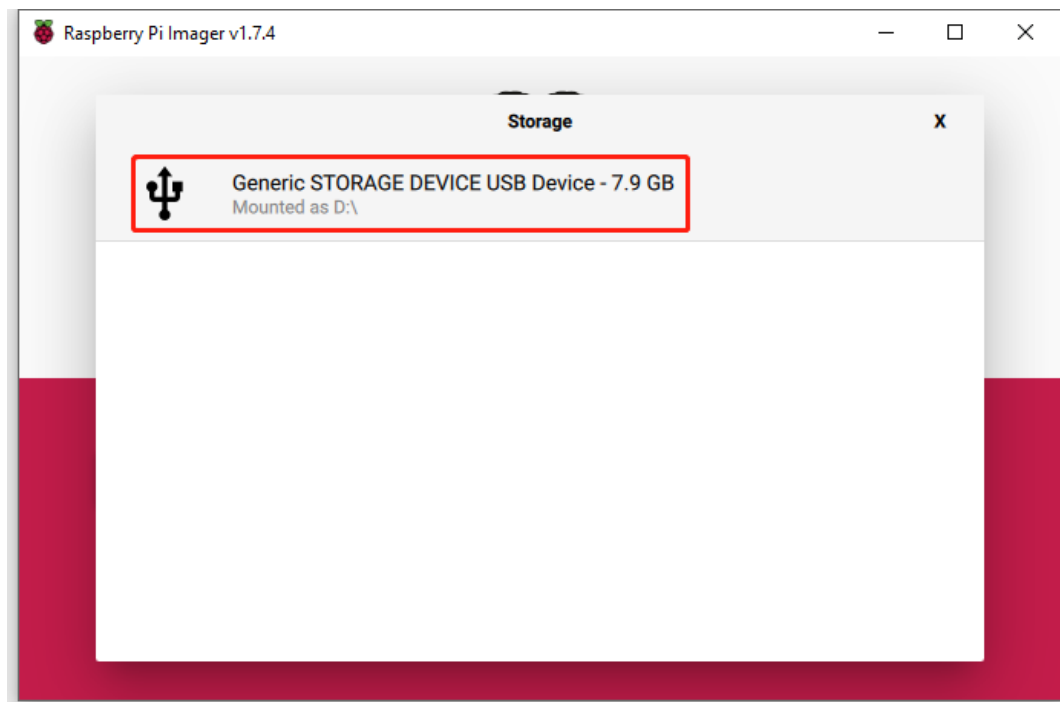 Raspberry Pi Imager v1.7.4
Storage
X
Generic STORAGE DEVICE USB Device - 7.9 GB
Mounted as D:\